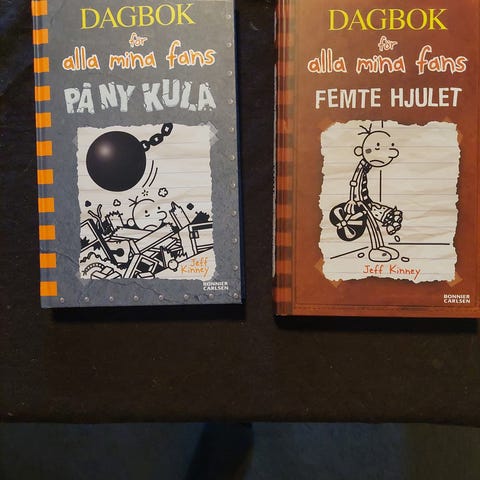 DAGBOK
för
alla mina fans
PÅ NY KULA
Jeff
Kinney
BONNIER
CARLSEN
DAGBOK
för
alla mina fans
FEMTE HJULET
Jeff Kinney
BONNIER
CARLSEN